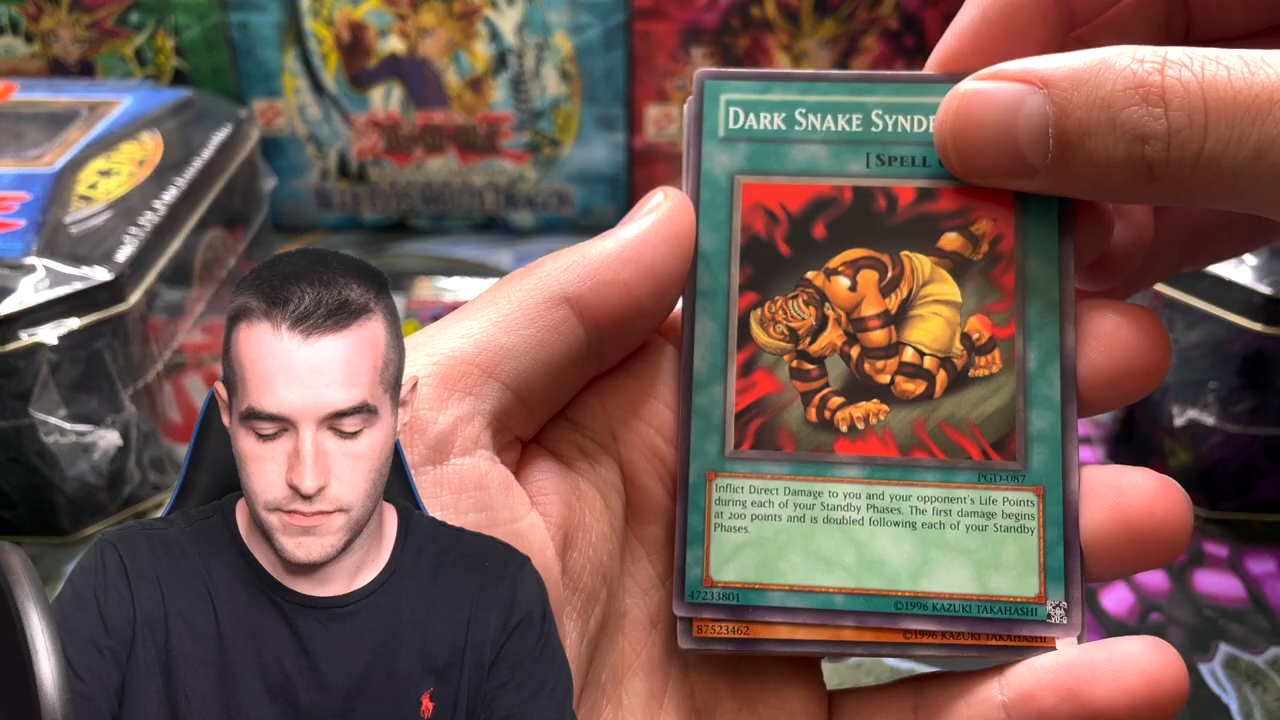 DARK SNAKE SYND
[SPELL
PGD-087
Inflict Direct Damage to you and your opponent's Life Points
during each of your Standby Phases. The first damage begins
at 200 points and is doubled following each of your Standby
Phases.
47233801
©1996 KAZUKI TAKAHASHI
87523462
©1996 KAZUKI TAKAHASHI